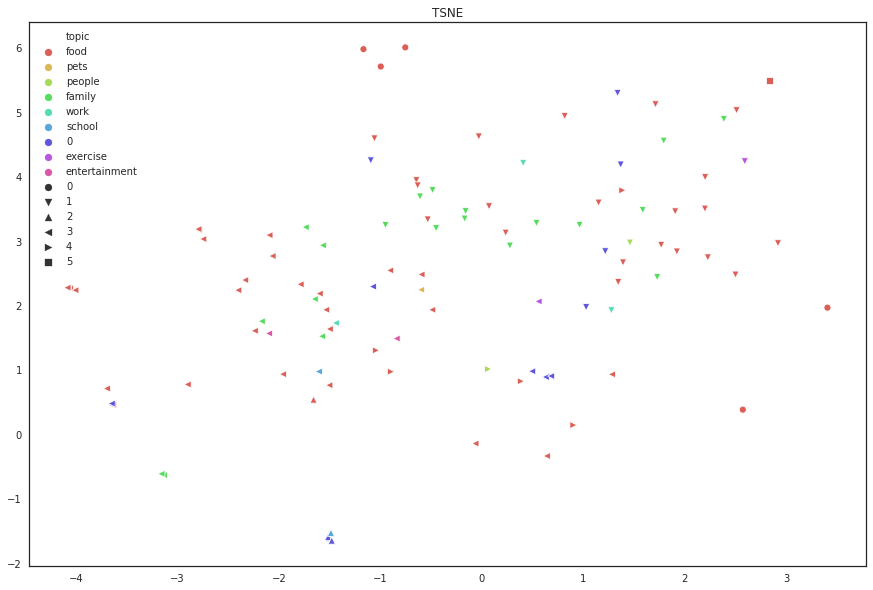 TSNE
topic
food
pets
people
family
work
school
0
exercise
entertainment
0
1
2
3
4
5
6
5
4
3
2
1
0
−1
−2
−4 −3 −2 −1 0 1 2 3